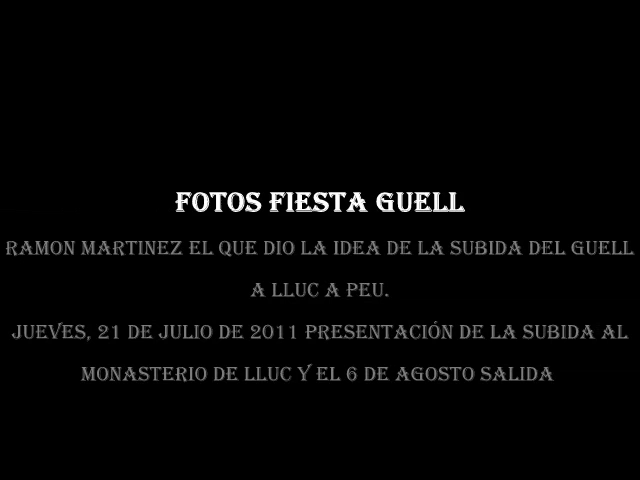 FOTOS FIESTA GUELL
RAMON MARTINEZ EL QUE DIO LA IDEA DE LA SUBIDA DEL GUELL
A LLUC A PEU.
JUEVES, 21 DE JULIO DE 2011 PRESENTACIÓN DE LA SUBIDA AL
MONASTERIO DE LLUC Y EL 6 DE AGOSTO SALIDA